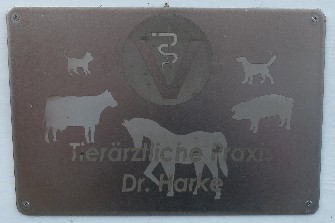 V
Tierärztliche Praxis
Dr. Harke